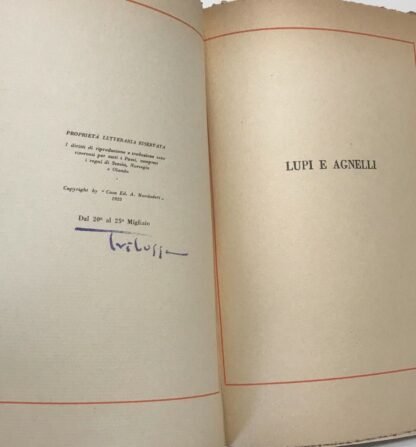 PROPRIETÀ LETTERARIA RISERVATA
I diritti di riproduzione e traduzione sono
riservati per tutti i Paesi, compresi
i regni di Svezia, Norvegia
e Olanda
Copyright by "Casa Ed. A. Mondadori"
Dal 20° al 25° Migliaio
Trilussa
LUPI E AGNELLI